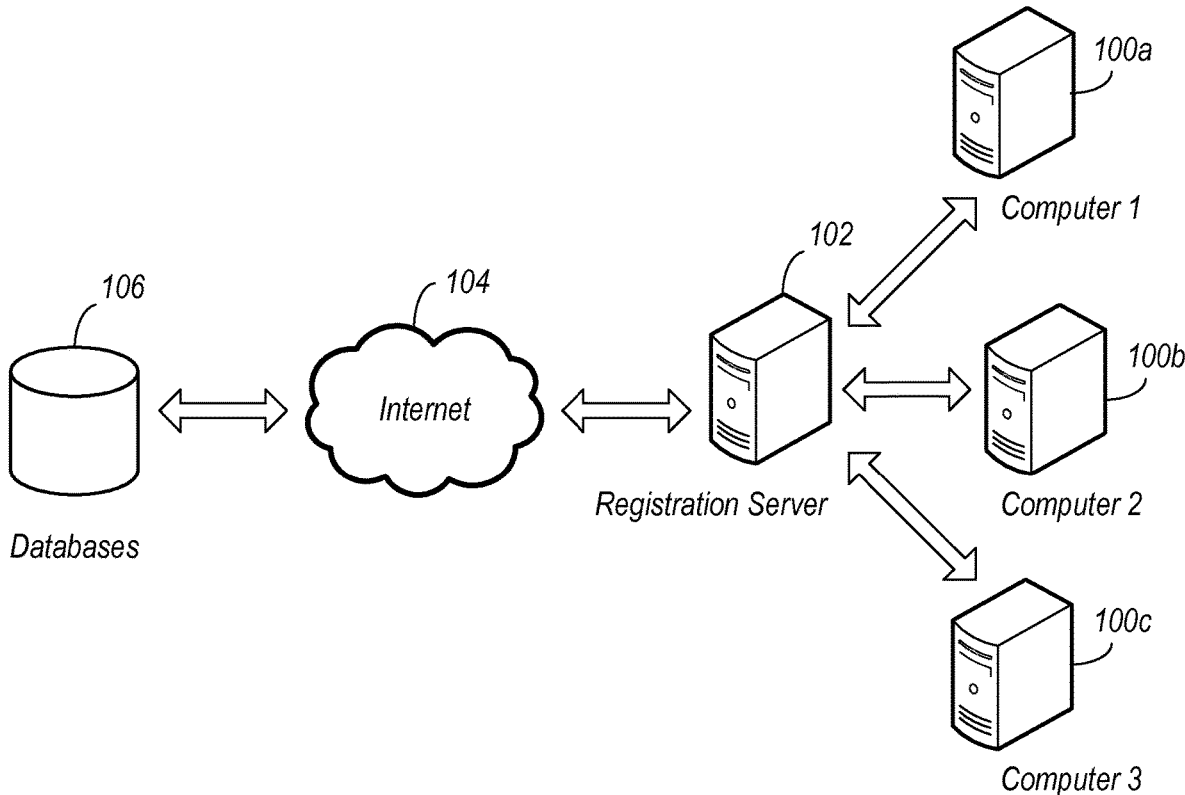 100a
Computer 1
102
106
104
100b
Internet
Registration Server
Computer 2
Databases
100c
Computer 3